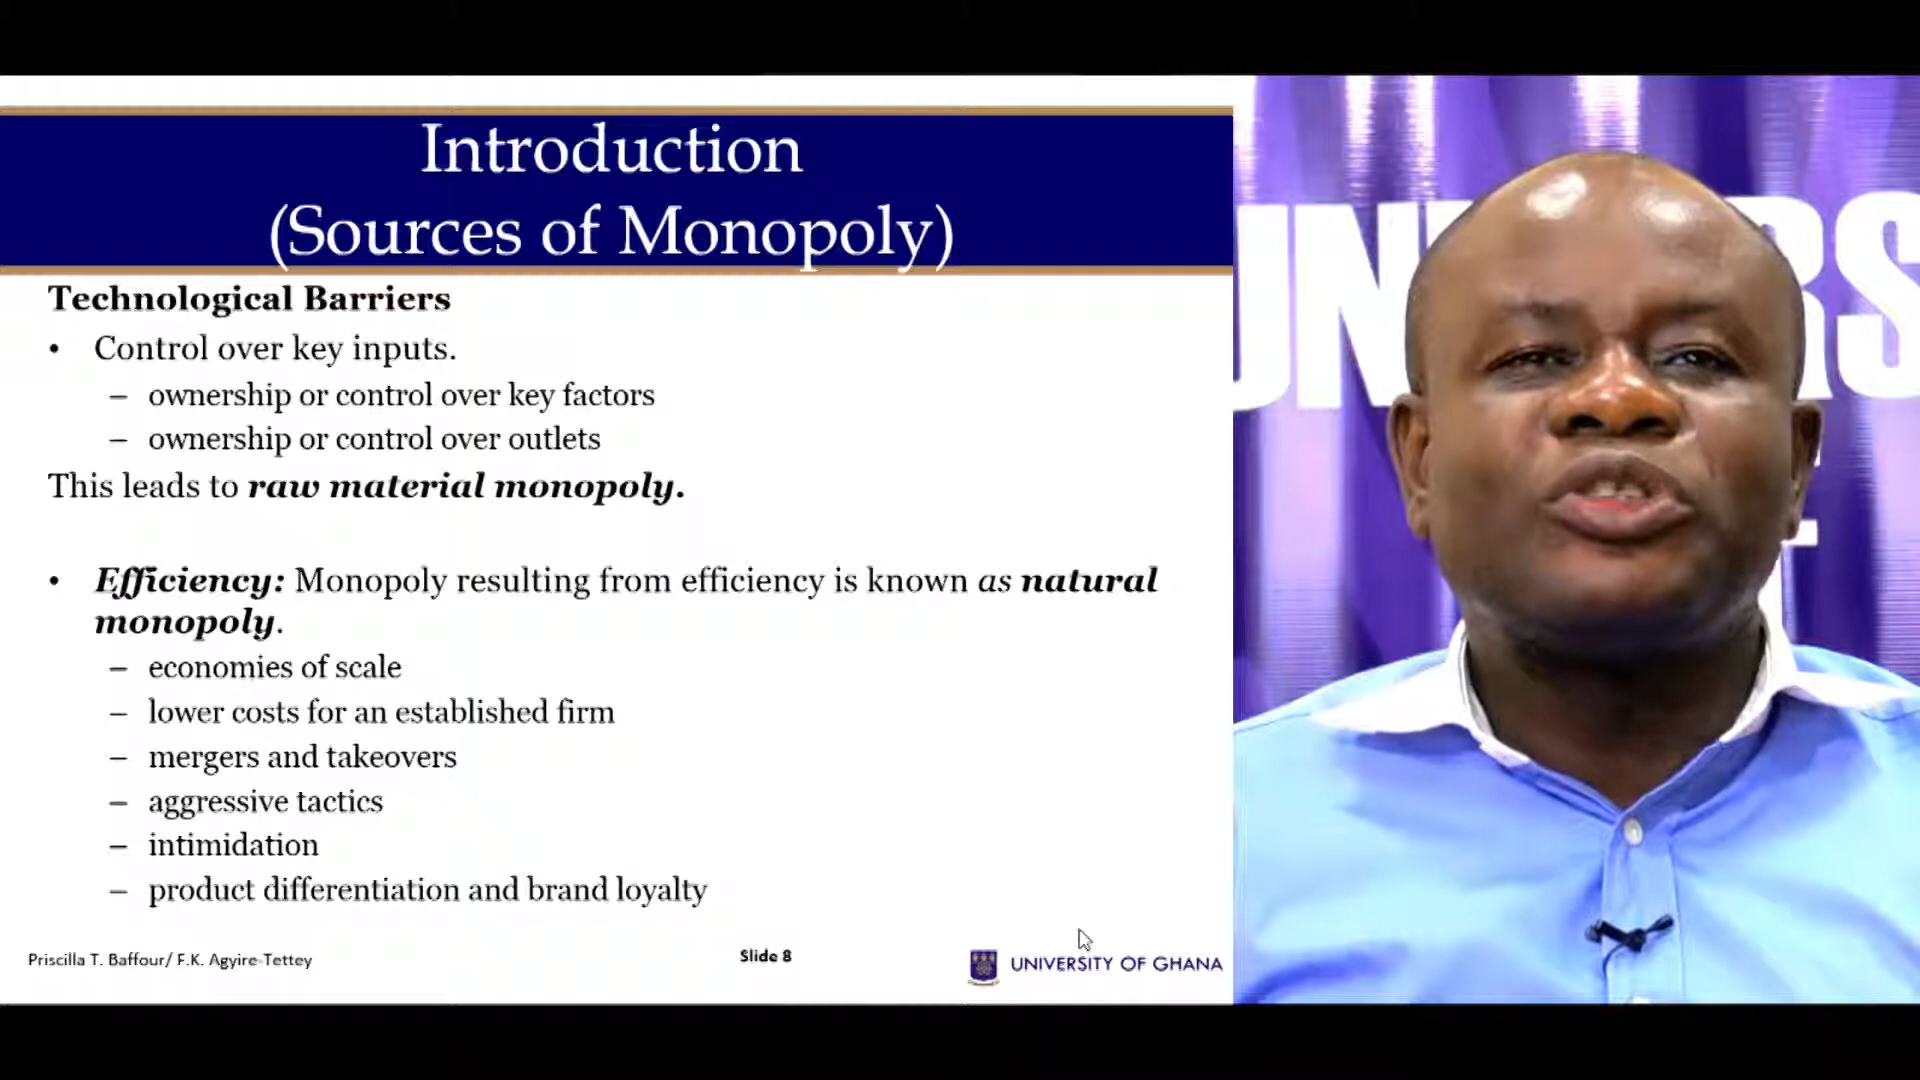 Introduction
(Sources of Monopoly)
Technological Barriers
• Control over key inputs.
– ownership or control over key factors
– ownership or control over outlets
This leads to raw material monopoly.
• Efficiency: Monopoly resulting from efficiency is known as natural
monopoly.
– economies of scale
– lower costs for an established firm
– mergers and takeovers
– aggressive tactics
– intimidation
– product differentiation and brand loyalty
Priscilla T. Baffour/ F.K. Agyire-Tettey
Slide 8
UNIVERSITY OF GHANA